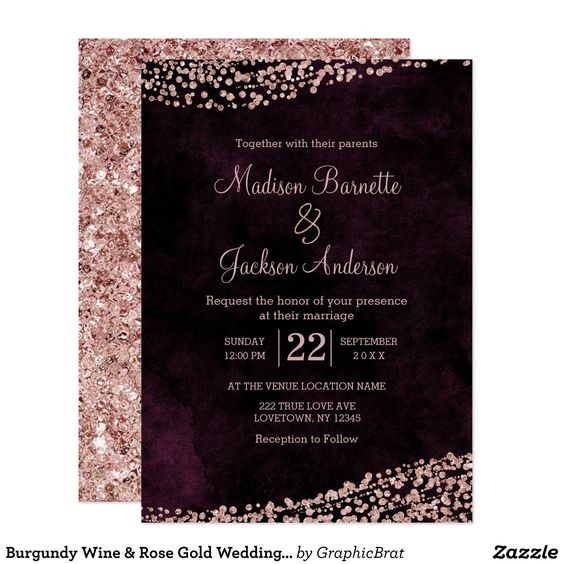 Together with their parents
Madison Barnette
&
Jackson Anderson
Request the honor of your presence
at their marriage
SUNDAY
12:00 PM
22
SEPTEMBER
20XX
AT THE VENUE LOCATION NAME
222 TRUE LOVE AVE
LOVETOWN, NY 12345
Reception to Follow
Burgundy Wine & Rose Gold Wedding... by GraphicBrat
Zazzle